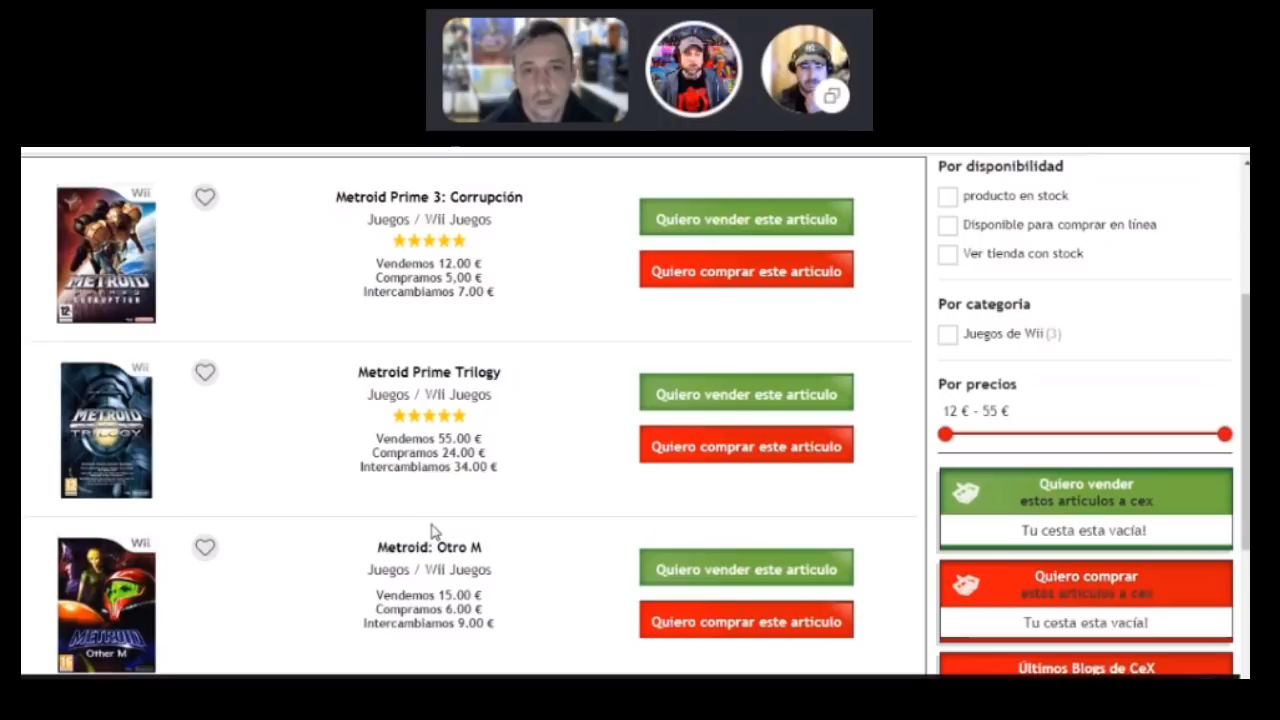 Wii
METROID
PRIME
CORRUPTION
12
Metroid Prime 3: Corrupción
Juegos / Wii Juegos
Vendemos 12.00 €
Compramos 5,00 €
Intercambiamos 7.00 €
Quiero vender este articulo
Quiero comprar este articulo
Wii
METROID
TRILOGY
Metroid Prime Trilogy
Juegos / Wii Juegos
Vendemos 55.00 €
Compramos 24.00 €
Intercambiamos 34.00 €
Quiero vender este articulo
Quiero comprar este articulo
Wii
METROID
Other M
16
Metroid: Otro M
Juegos / Wii Juegos
Vendemos 15.00 €
Compramos 6.00 €
Intercambiamos 9.00 €
Quiero vender este articulo
Quiero comprar este articulo
Por disponibilidad
producto en stock
Disponible para comprar en línea
Ver tienda con stock
Por categoria
Juegos de Wii (3)
Por precios
12 € - 55 €
Quiero vender
estos artículos a cex
Tu cesta esta vacía!
Quiero comprar
estos artículos a cex
Tu cesta esta vacía!
Últimos Blogs de CeX